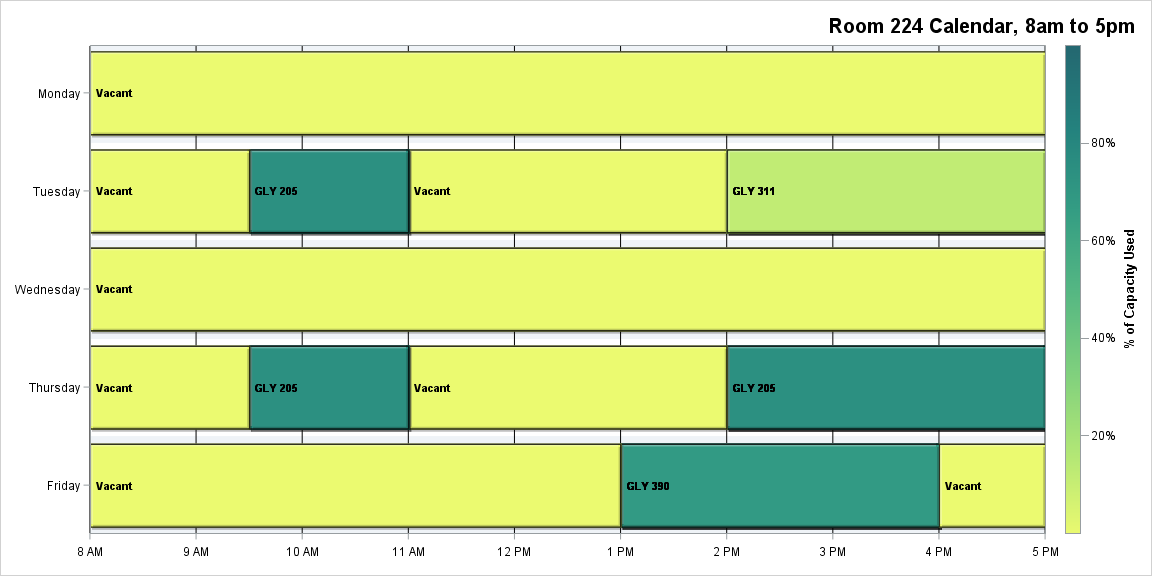 Room 224 Calendar, 8am to 5pm
Monday
Vacant
Tuesday
Vacant
GLY 205
Vacant
GLY 311
Wednesday
Vacant
Thursday
Vacant
GLY 205
Vacant
GLY 205
Friday
Vacant
GLY 390
Vacant
8 AM
9 AM
10 AM
11 AM
12 PM
1 PM
2 PM
3 PM
4 PM
5 PM
80%
60%
40%
20%
% of Capacity Used